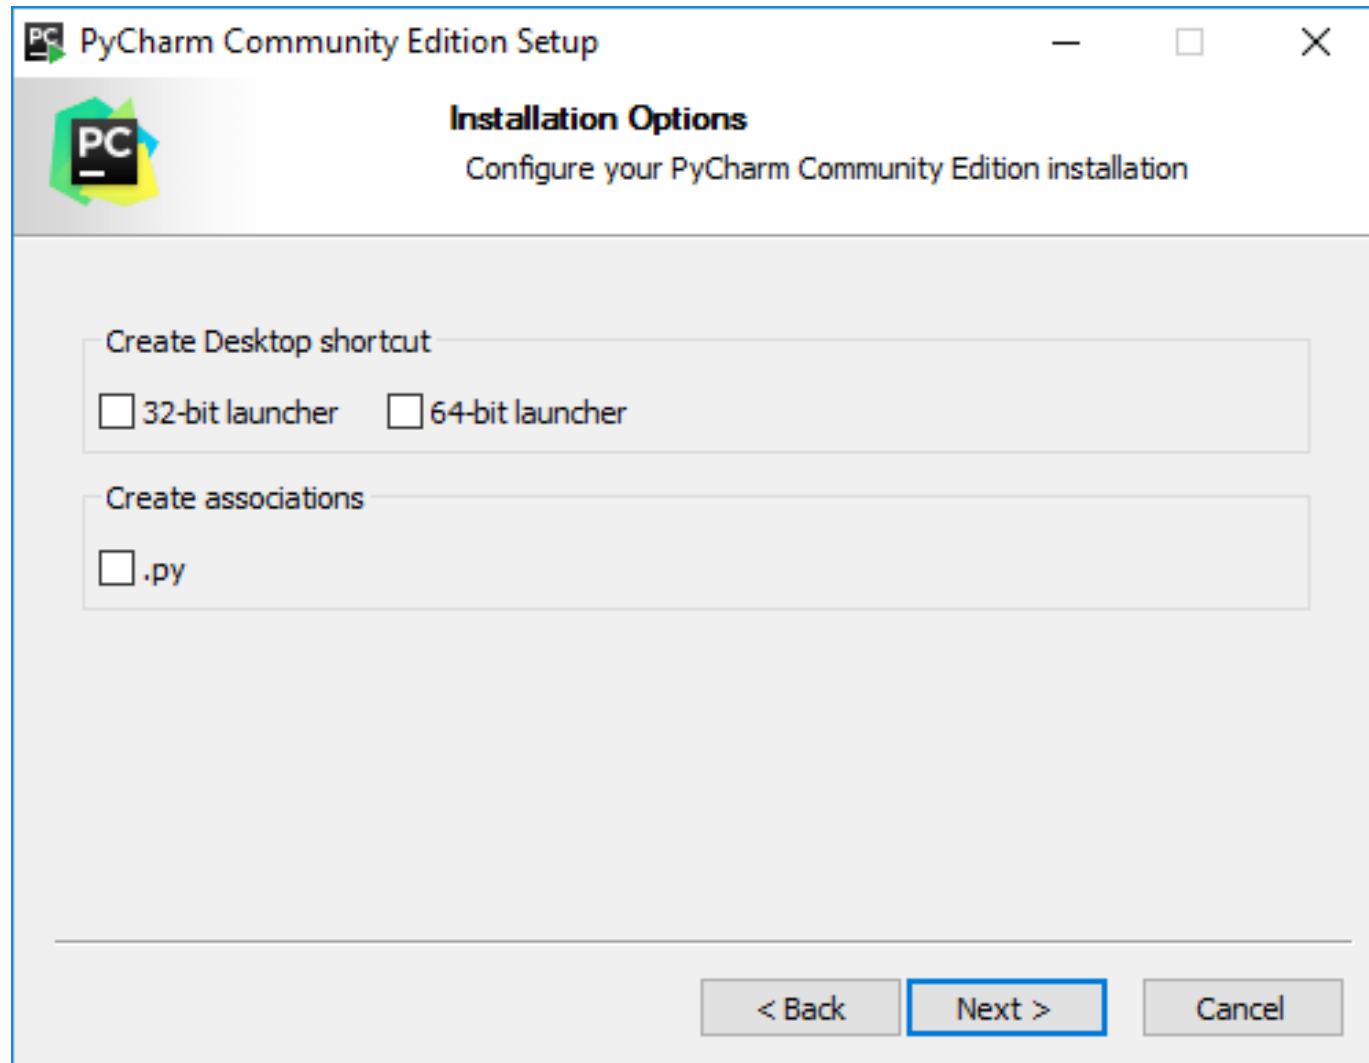 PC PyCharm Community Edition Setup
PC
Installation Options
Configure your PyCharm Community Edition installation
Create Desktop shortcut
32-bit launcher 64-bit launcher
Create associations
.py
< Back Next > Cancel